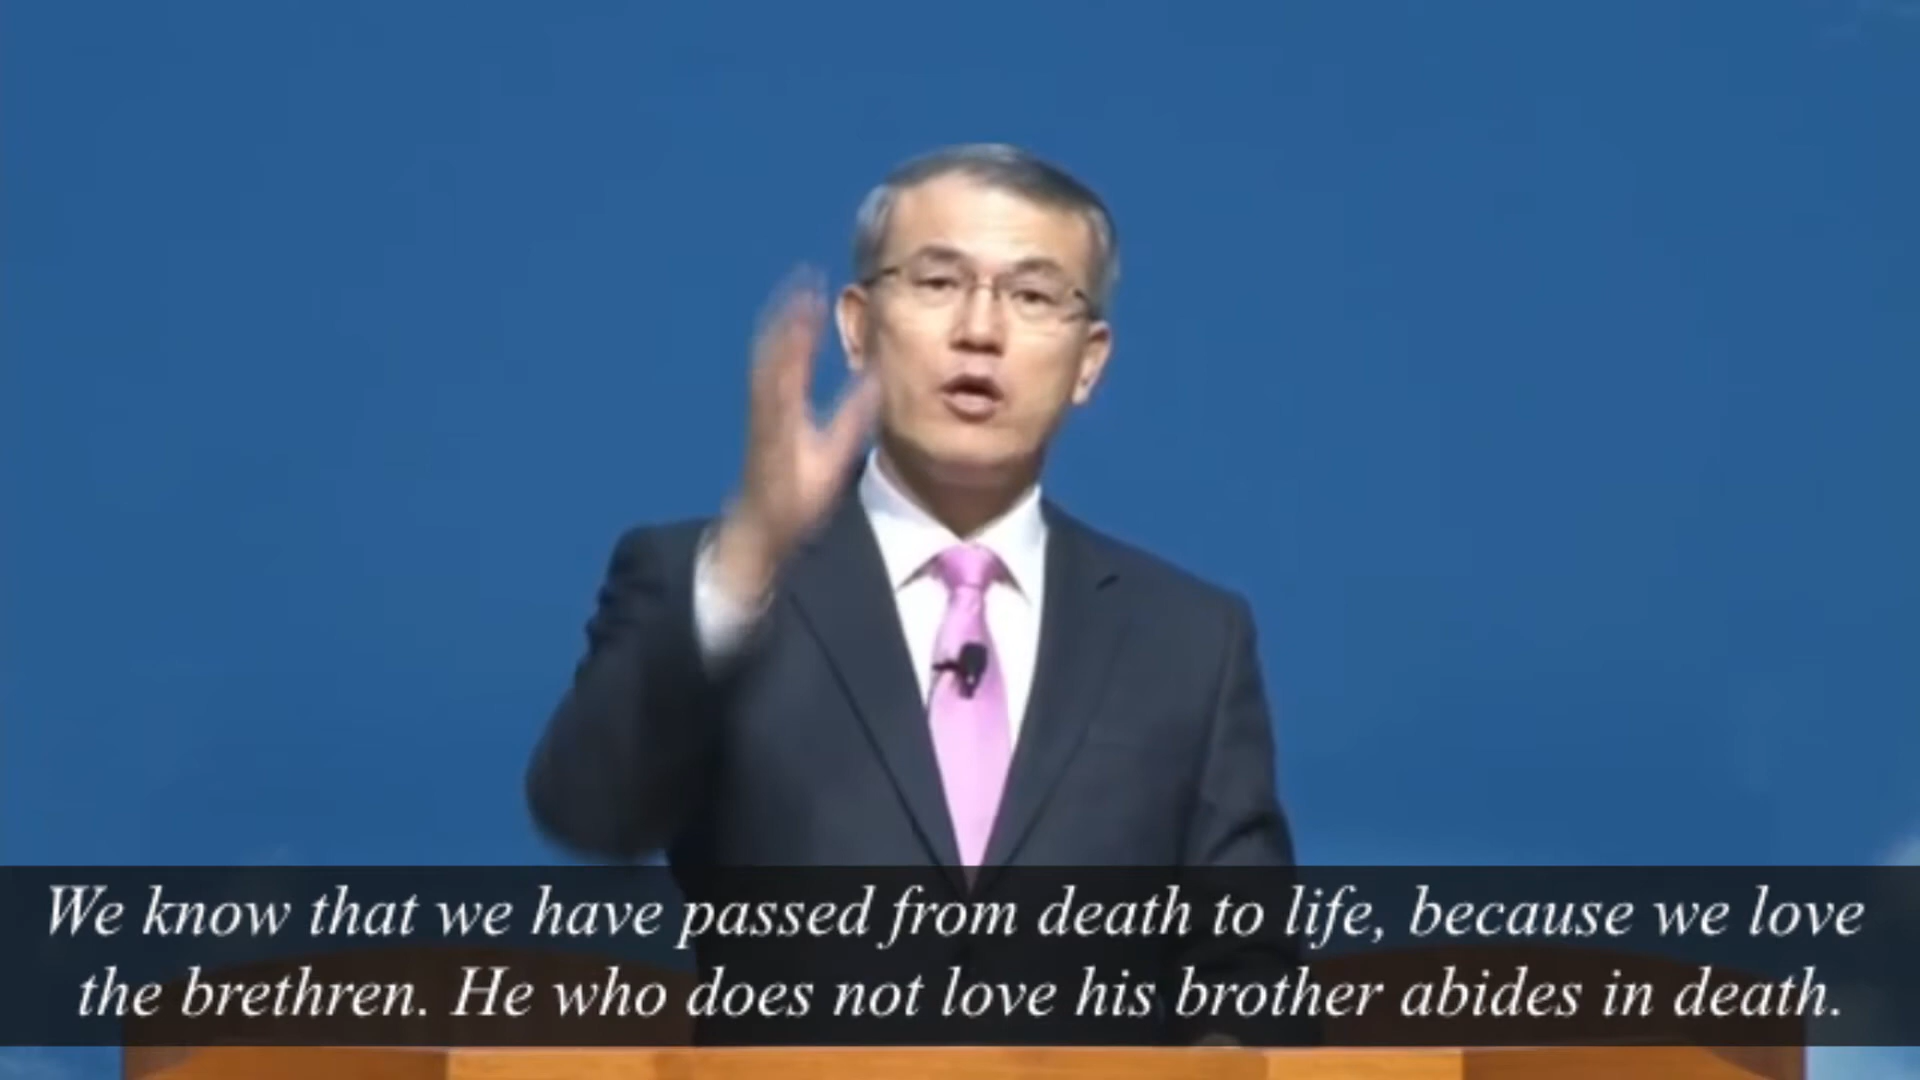 We know that we have passed from death to life, because we love
the brethren. He who does not love his brother abides in death.